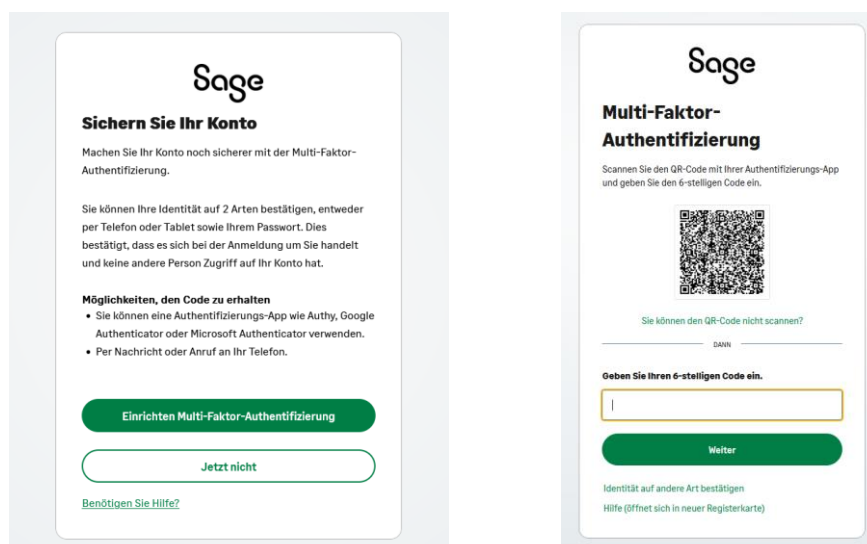 Sage
Sichern Sie Ihr Konto
Machen Sie Ihr Konto noch sicherer mit der Multi-Faktor-
Authentifizierung.
Sie können Ihre Identität auf 2 Arten bestätigen, entweder
per Telefon oder Tablet sowie Ihrem Passwort. Dies
bestätigt, dass es sich bei der Anmeldung um Sie handelt
und keine andere Person Zugriff auf Ihr Konto hat.
Möglichkeiten, den Code zu erhalten
• Sie können eine Authentifizierungs-App wie Authy, Google
Authenticator oder Microsoft Authenticator verwenden.
• Per Nachricht oder Anruf an Ihr Telefon.
Einrichten Multi-Faktor-Authentifizierung
Jetzt nicht
Benötigen Sie Hilfe?
Sage
Multi-Faktor-
Authentifizierung
Scannen Sie den QR-Code mit Ihrer Authentifizierungs-App
und geben Sie den 6-stelligen Code ein.
Sie können den QR-Code nicht scannen?
DANN
Geben Sie Ihren 6-stelligen Code ein.
Weiter
Identität auf andere Art bestätigen
Hilfe (öffnet sich in neuer Registerkarte)